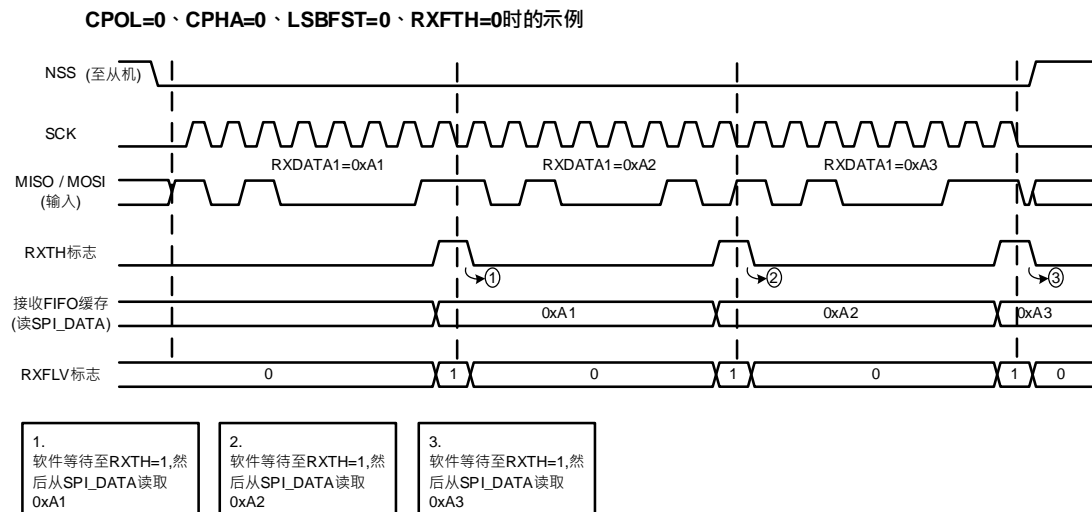 CPOL=0、CPHA=0、LSBFST=0、RXFTH=0时的示例
NSS (至从机)
SCK
RXDATA1=0xA1
RXDATA1=0xA2
RXDATA1=0xA3
MISO / MOSI
(输入)
RXTH标志
1
2
3
接收FIFO缓存
(读SPI_DATA)
0xA1
0xA2
0xA3
RXFLV标志
0
1
0
1
0
1
0
1.
软件等待至RXTH=1,然
后从SPI_DATA读取
0xA1
2.
软件等待至RXTH=1,然
后从SPI_DATA读取
0xA2
3.
软件等待至RXTH=1,然
后从SPI_DATA读取
0xA3